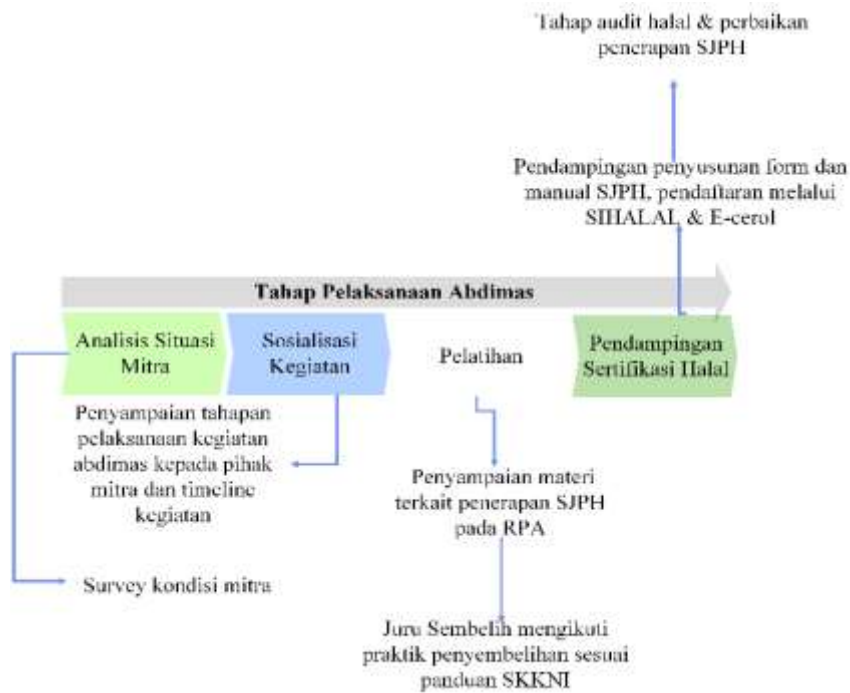 Tahap audit halal & perbaikan
penerapan SJPH
Pendampingan penyusunan form dan
manual SJPH, pendaftaran melalui
SIHALAL & E-cerol
Tahap Pelaksanaan Abdimas
Analisis Situasi
Mitra
Sosialisasi
Kegiatan
Pelatihan
Pendampingan
Sertifikasi Halal
Penyampaian tahapan
pelaksanaan kegiatan
abdimas kepada pihak
mitra dan timeline
kegiatan
Survey kondisi mitra
Penyampaian materi
terkait penerapan SJPH
pada RPA
Juru Sembelih mengikuti
praktik penyembelihan sesuai
panduan SKKNI